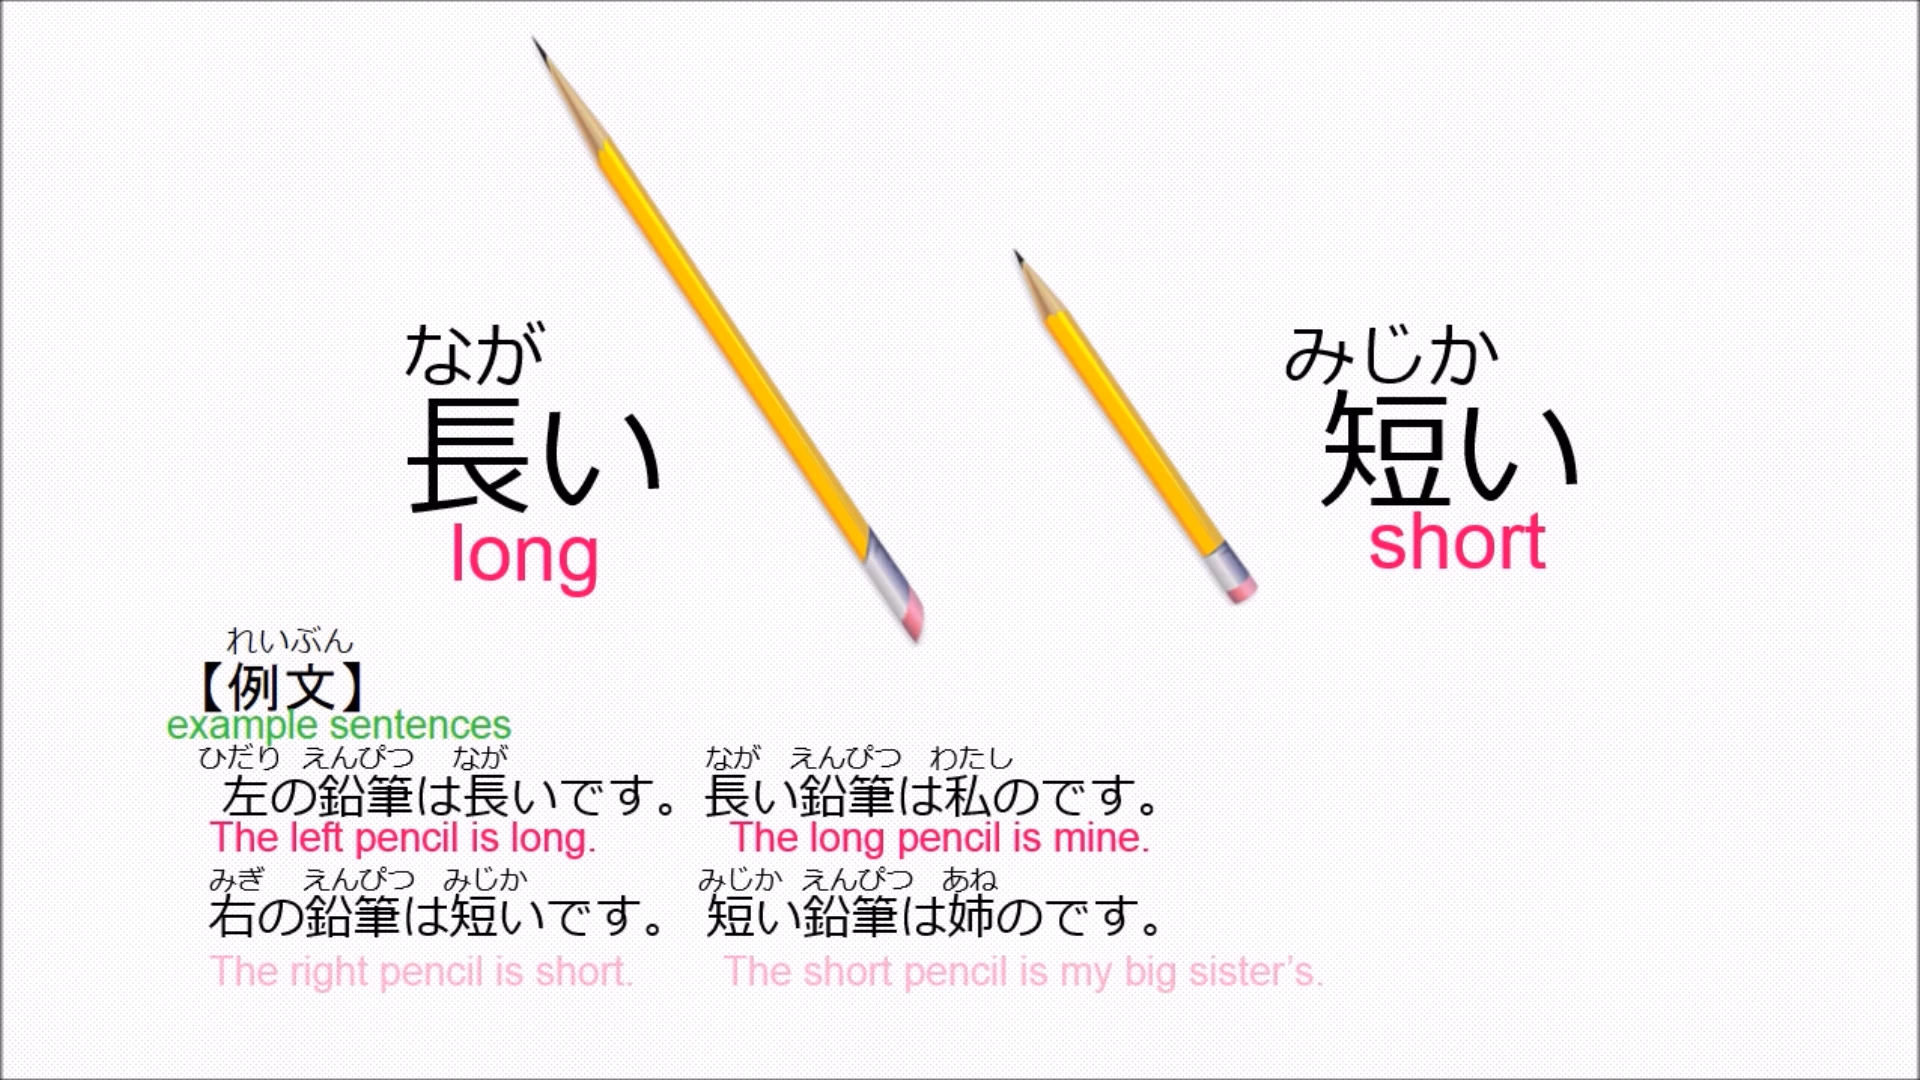 なが
長い
long
みじか
短い
short
れいぶん
【例文】
example sentences
ひだり えんぴつ なが なが えんぴつ わたし
左の鉛筆は長いです。 長い鉛筆は私のです。
The left pencil is long. The long pencil is mine.
みぎ えんぴつ みじか みじか えんぴつ あね
右の鉛筆は短いです。 短い鉛筆は姉のです。
The right pencil is short. The short pencil is my big sister’s.